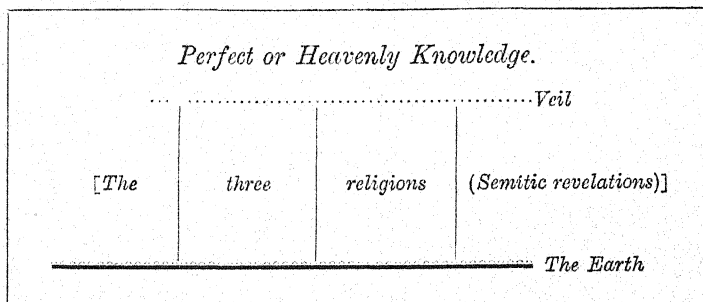 Perfect or Heavenly Knowledge.
Veil
[The three religions (Semitic revelations)]
The Earth